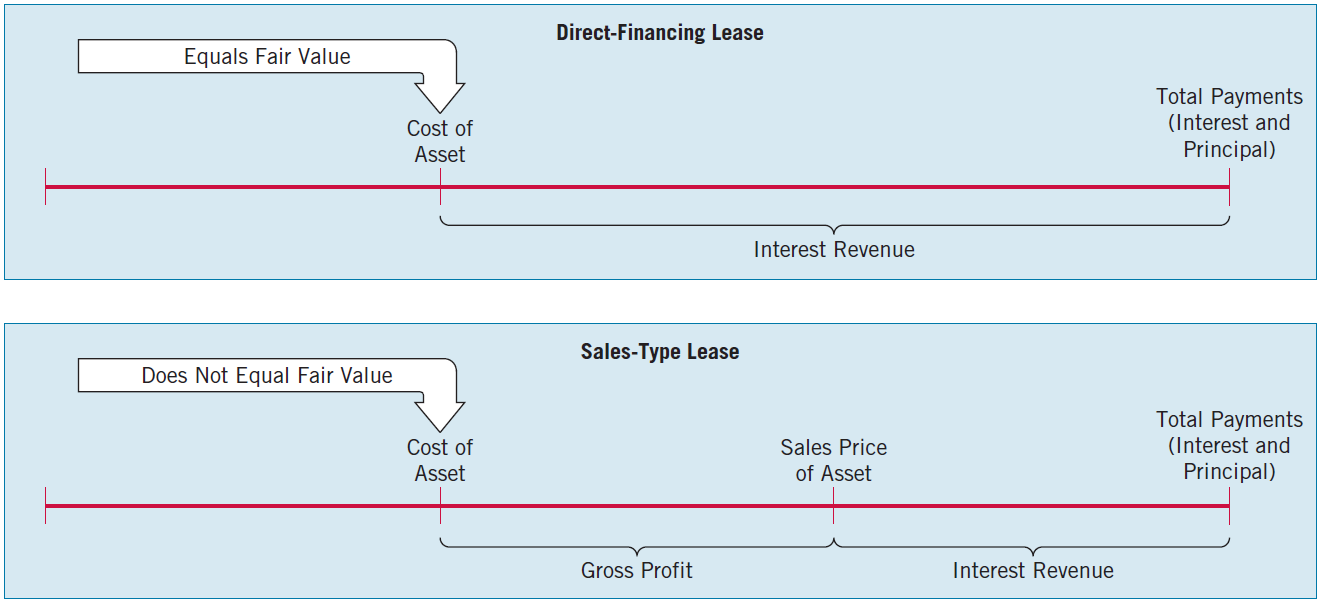 Direct-Financing Lease
Equals Fair Value
Cost of
Asset
Total Payments
(Interest and
Principal)
Interest Revenue
Sales-Type Lease
Does Not Equal Fair Value
Cost of
Asset
Sales Price
of Asset
Total Payments
(Interest and
Principal)
Gross Profit
Interest Revenue